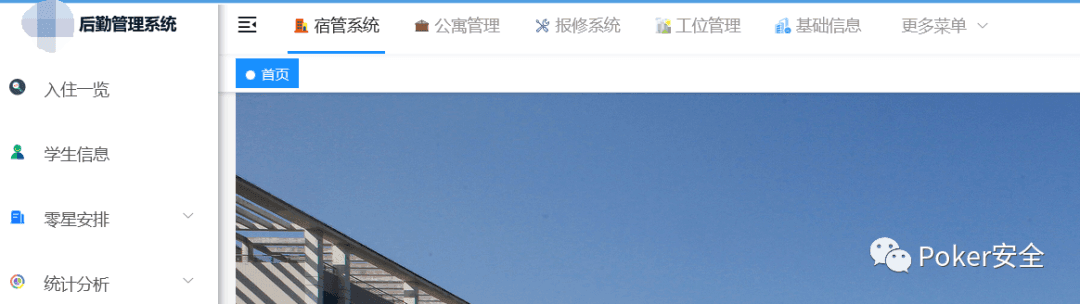 后勤管理系统
宿管系统 公寓管理 报修系统 工位管理 基础信息 更多菜单
首页
入住一览
学生信息
零星安排
统计分析
Poker安全